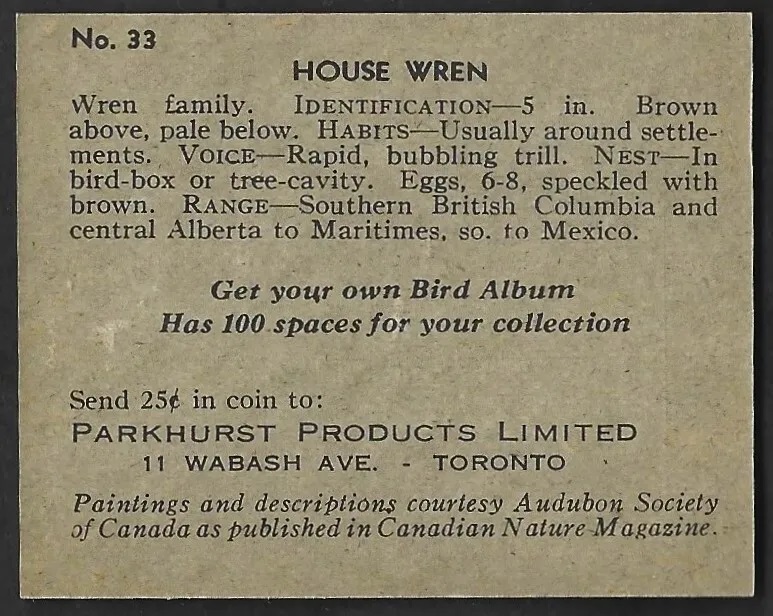 No. 33
HOUSE WREN
Wren family. IDENTIFICATION—5 in. Brown
above, pale below. HABITS—Usually around settle-
ments. VOICE—Rapid, bubbling trill. NEST—In
bird-box or tree-cavity. Eggs, 6-8, speckled with
brown. RANGE—Southern British Columbia and
central Alberta to Maritimes, so. to Mexico.
Get your own Bird Album
Has 100 spaces for your collection
Send 25¢ in coin to:
PARKHURST PRODUCTS LIMITED
11 WABASH AVE. - TORONTO
Paintings and descriptions courtesy Audubon Society
of Canada as published in Canadian Nature Magazine.